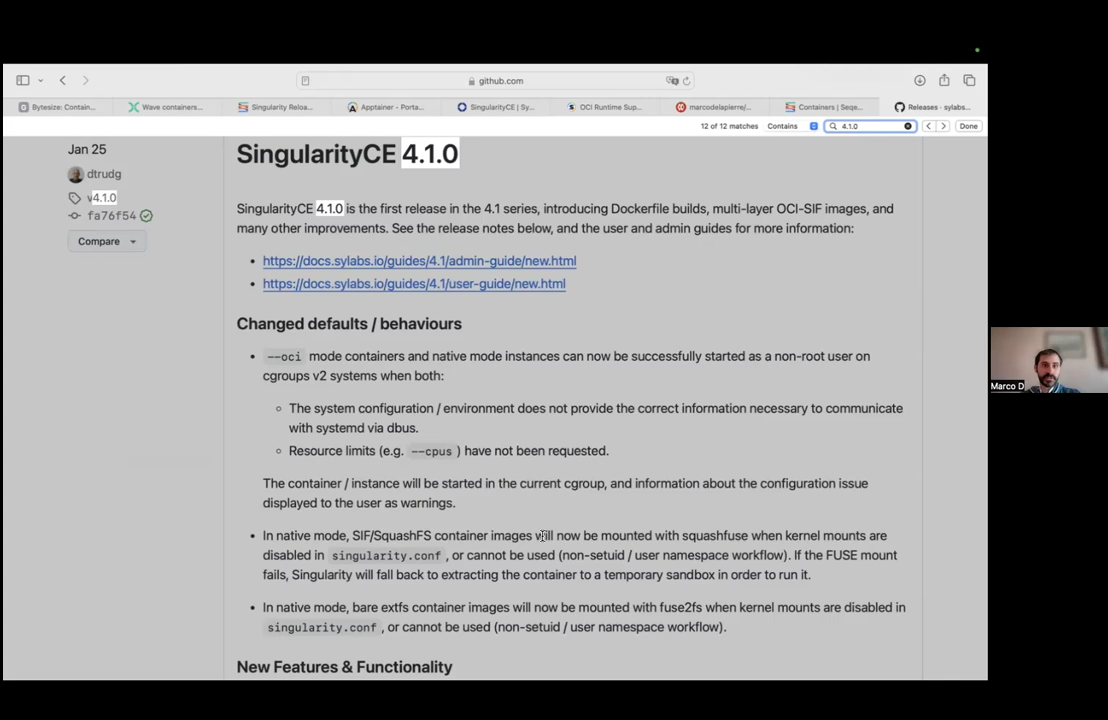 github.com
Bytesize: Contain...
Wave containers...
Singularity Reloa...
Apptainer - Porta...
SingularityCE | Sy...
OCI Runtime Sup...
marcodelapierre/...
Containers | Seqe...
Releases · sylabs...
12 of 12 matches
Contains
4.1.0
Done
Jan 25
dtrudg
v4.1.0
fa76f54
Compare
SingularityCE 4.1.0
SingularityCE 4.1.0 is the first release in the 4.1 series, introducing Dockerfile builds, multi-layer OCI-SIF images, and
many other improvements. See the release notes below, and the user and admin guides for more information:
• https://docs.sylabs.io/guides/4.1/admin-guide/new.html
• https://docs.sylabs.io/guides/4.1/user-guide/new.html
Changed defaults / behaviours
• --oci mode containers and native mode instances can now be successfully started as a non-root user on
cgroups v2 systems when both:
◦ The system configuration / environment does not provide the correct information necessary to communicate
with systemd via dbus.
◦ Resource limits (e.g. --cpus ) have not been requested.
The container / instance will be started in the current cgroup, and information about the configuration issue
displayed to the user as warnings.
• In native mode, SIF/SquashFS container images will now be mounted with squashfuse when kernel mounts are
disabled in singularity.conf , or cannot be used (non-setuid / user namespace workflow). If the FUSE mount
fails, Singularity will fall back to extracting the container to a temporary sandbox in order to run it.
• In native mode, bare extfs container images will now be mounted with fuse2fs when kernel mounts are disabled in
singularity.conf , or cannot be used (non-setuid / user namespace workflow).
New Features & Functionality
Marco D